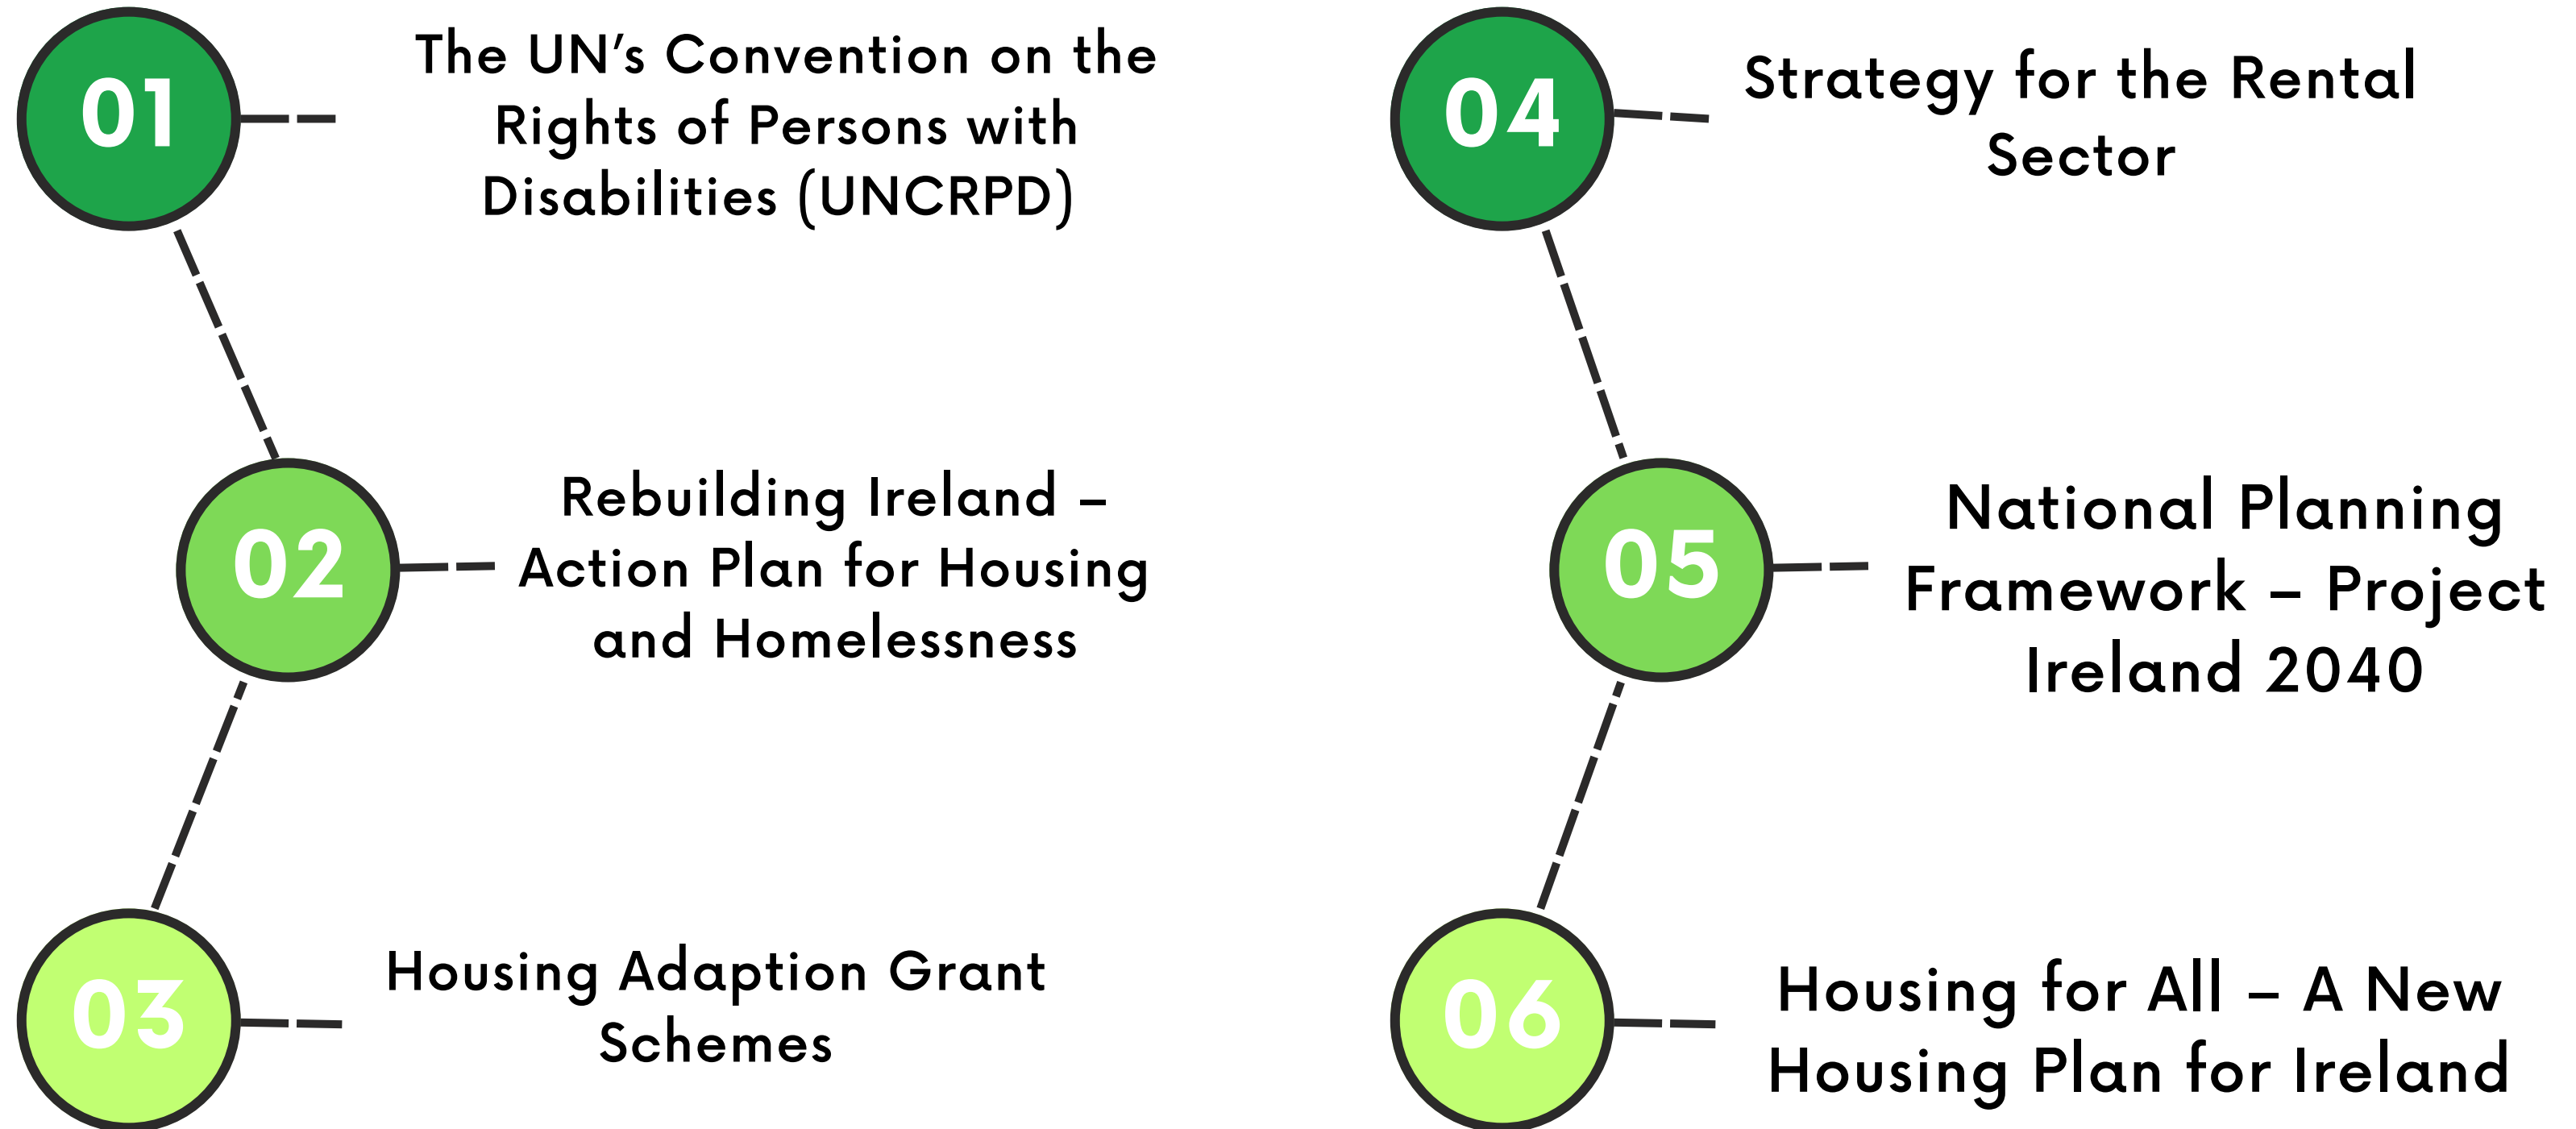 01
The UN’s Convention on the
Rights of Persons with
Disabilities (UNCRPD)
02
Rebuilding Ireland –
Action Plan for Housing
and Homelessness
03
Housing Adaption Grant
Schemes
04
Strategy for the Rental
Sector
05
National Planning
Framework – Project
Ireland 2040
06
Housing for All – A New
Housing Plan for Ireland